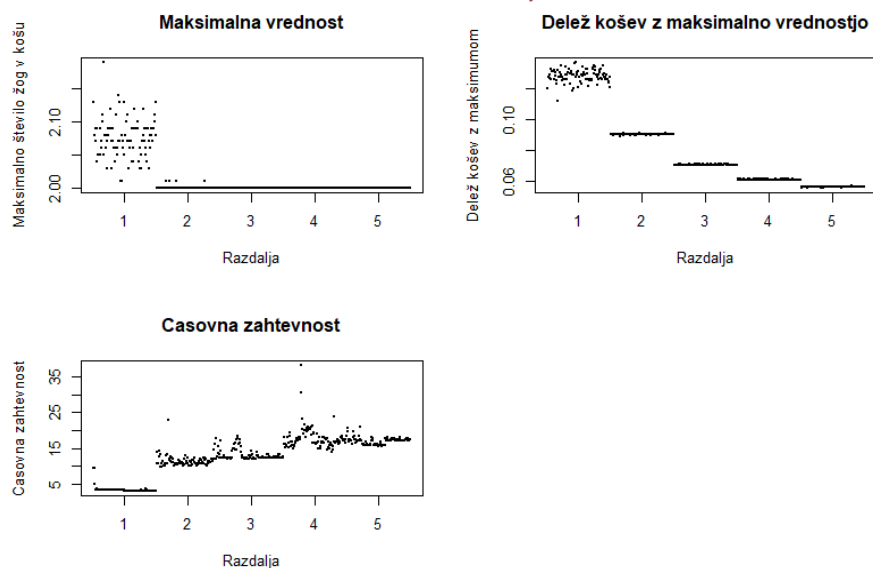 Maksimalna vrednost
Maksimalno število žog v košu
2.00
2.10
1 2 3 4 5
Razdalja
Delež košev z maksimalno vrednostjo
Delež košev z maksimumom
0.06
0.10
1 2 3 4 5
Razdalja
Casovna zahtevnost
Casovna zahtevnost
5
15
25
35
1 2 3 4 5
Razdalja